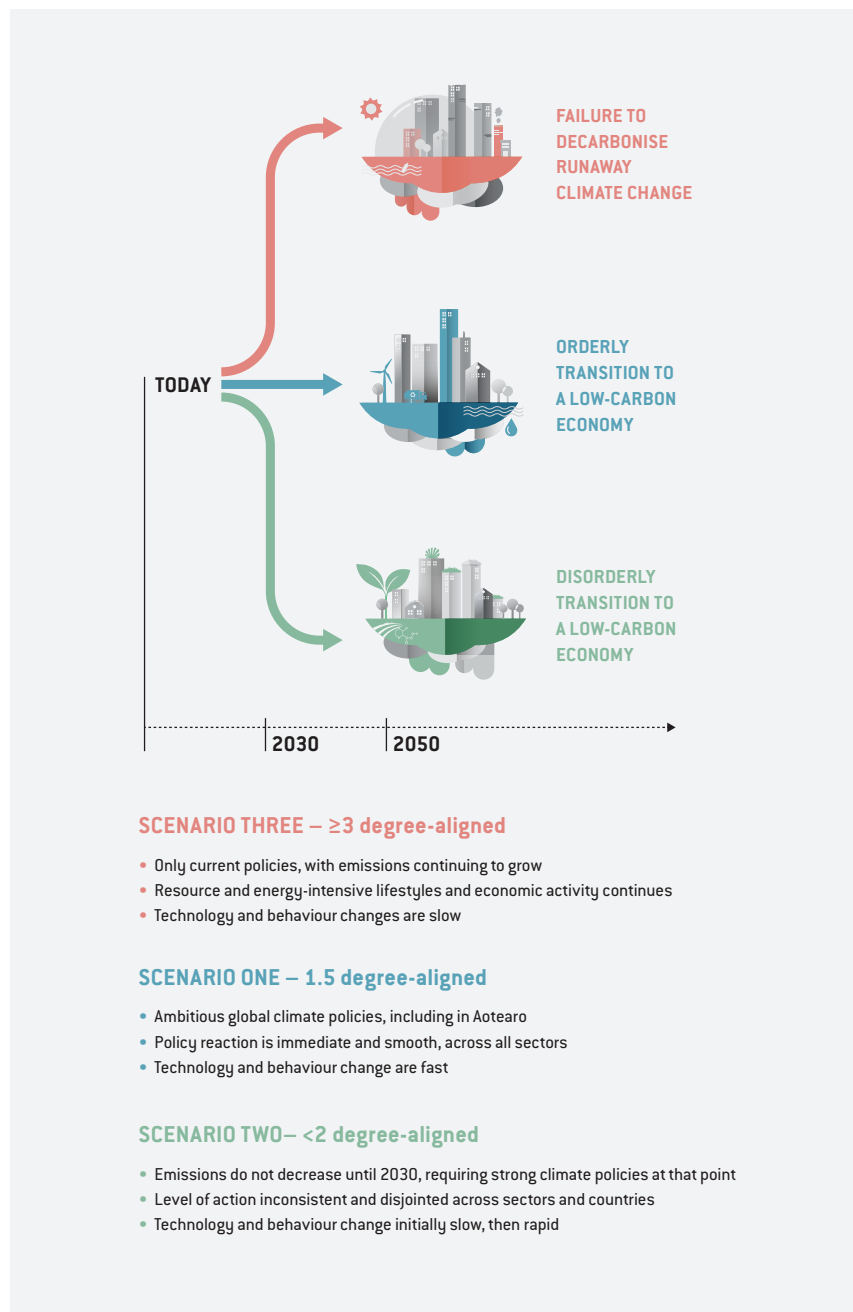 FAILURE TO
DECARBONISE
RUNAWAY
CLIMATE CHANGE
ORDERLY
TRANSITION TO
A LOW-CARBON
ECONOMY
TODAY
DISORDERLY
TRANSITION TO
A LOW-CARBON
ECONOMY
2030
2050
SCENARIO THREE – ≥3 degree-aligned
• Only current policies, with emissions continuing to grow
• Resource and energy-intensive lifestyles and economic activity continues
• Technology and behaviour changes are slow
SCENARIO ONE – 1.5 degree-aligned
• Ambitious global climate policies, including in Aotearo
• Policy reaction is immediate and smooth, across all sectors
• Technology and behaviour change are fast
SCENARIO TWO– <2 degree-aligned
• Emissions do not decrease until 2030, requiring strong climate policies at that point
• Level of action inconsistent and disjointed across sectors and countries
• Technology and behaviour change initially slow, then rapid